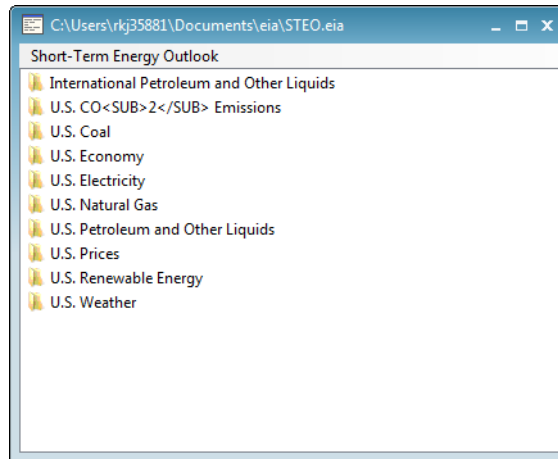 C:\Users\rkj35881\Documents\eia\STEO.eia
Short-Term Energy Outlook
International Petroleum and Other Liquids
U.S. CO<SUB>2</SUB> Emissions
U.S. Coal
U.S. Economy
U.S. Electricity
U.S. Natural Gas
U.S. Petroleum and Other Liquids
U.S. Prices
U.S. Renewable Energy
U.S. Weather